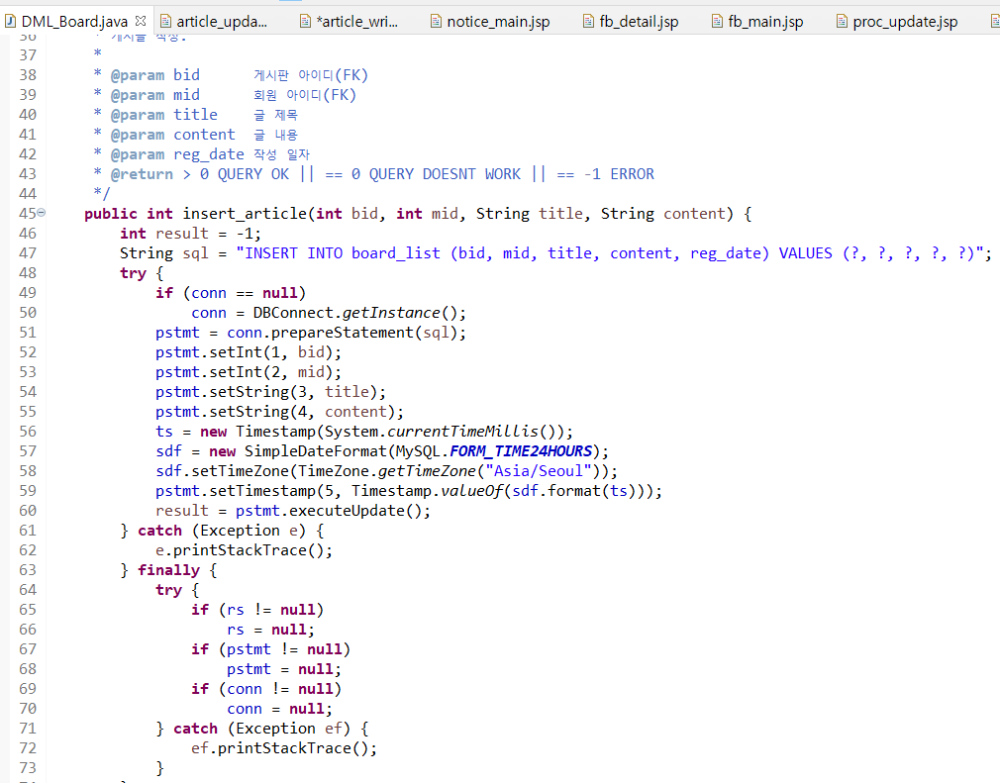 DML_Board.java article_upda... *article_wri... notice_main.jsp fb_detail.jsp fb_main.jsp proc_update.jsp
36 * 게시글 작성.
37 *
38 * @param bid 게시판 아이디(FK)
39 * @param mid 회원 아이디(FK)
40 * @param title 글 제목
41 * @param content 글 내용
42 * @param reg_date 작성 일자
43 * @return > 0 QUERY OK || == 0 QUERY DOESNT WORK || == -1 ERROR
44 */
45 public int insert_article(int bid, int mid, String title, String content) {
46 int result = -1;
47 String sql = "INSERT INTO board_list (bid, mid, title, content, reg_date) VALUES (?, ?, ?, ?, ?)";
48 try {
49 if (conn == null)
50 conn = DBConnect.getInstance();
51 pstmt = conn.prepareStatement(sql);
52 pstmt.setInt(1, bid);
53 pstmt.setInt(2, mid);
54 pstmt.setString(3, title);
55 pstmt.setString(4, content);
56 ts = new Timestamp(System.currentTimeMillis());
57 sdf = new SimpleDateFormat(MySQL.FORM_TIME24HOURS);
58 sdf.setTimeZone(TimeZone.getTimeZone("Asia/Seoul"));
59 pstmt.setTimestamp(5, Timestamp.valueOf(sdf.format(ts)));
60 result = pstmt.executeUpdate();
61 } catch (Exception e) {
62 e.printStackTrace();
63 } finally {
64 try {
65 if (rs != null)
66 rs = null;
67 if (pstmt != null)
68 pstmt = null;
69 if (conn != null)
70 conn = null;
71 } catch (Exception ef) {
72 ef.printStackTrace();
73 }